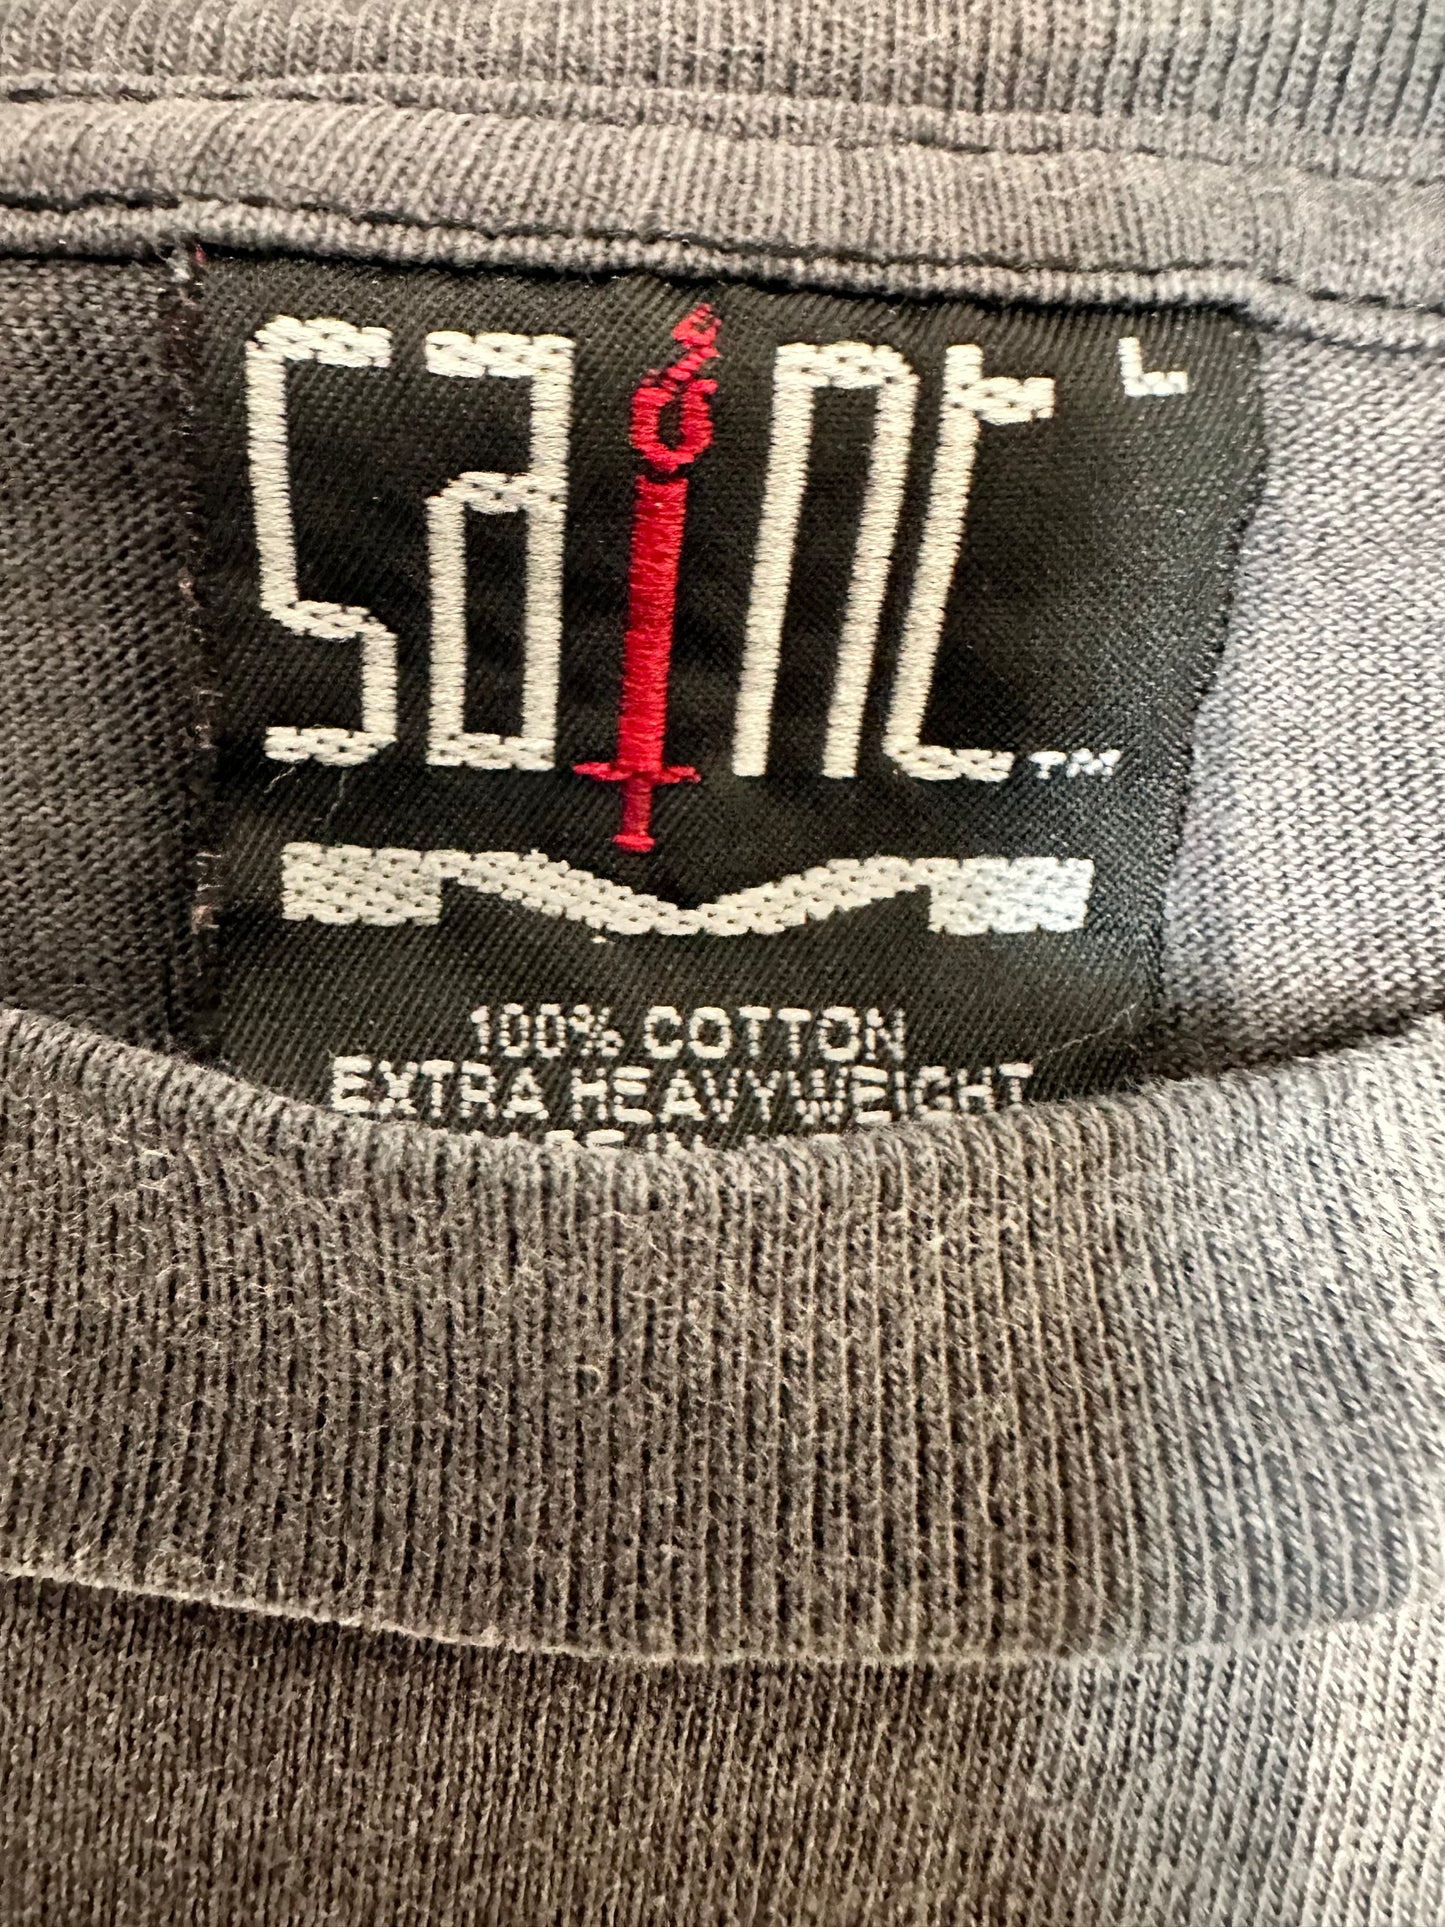 saint L
™
100% COTTON
EXTRA HEAVYWEIGHT